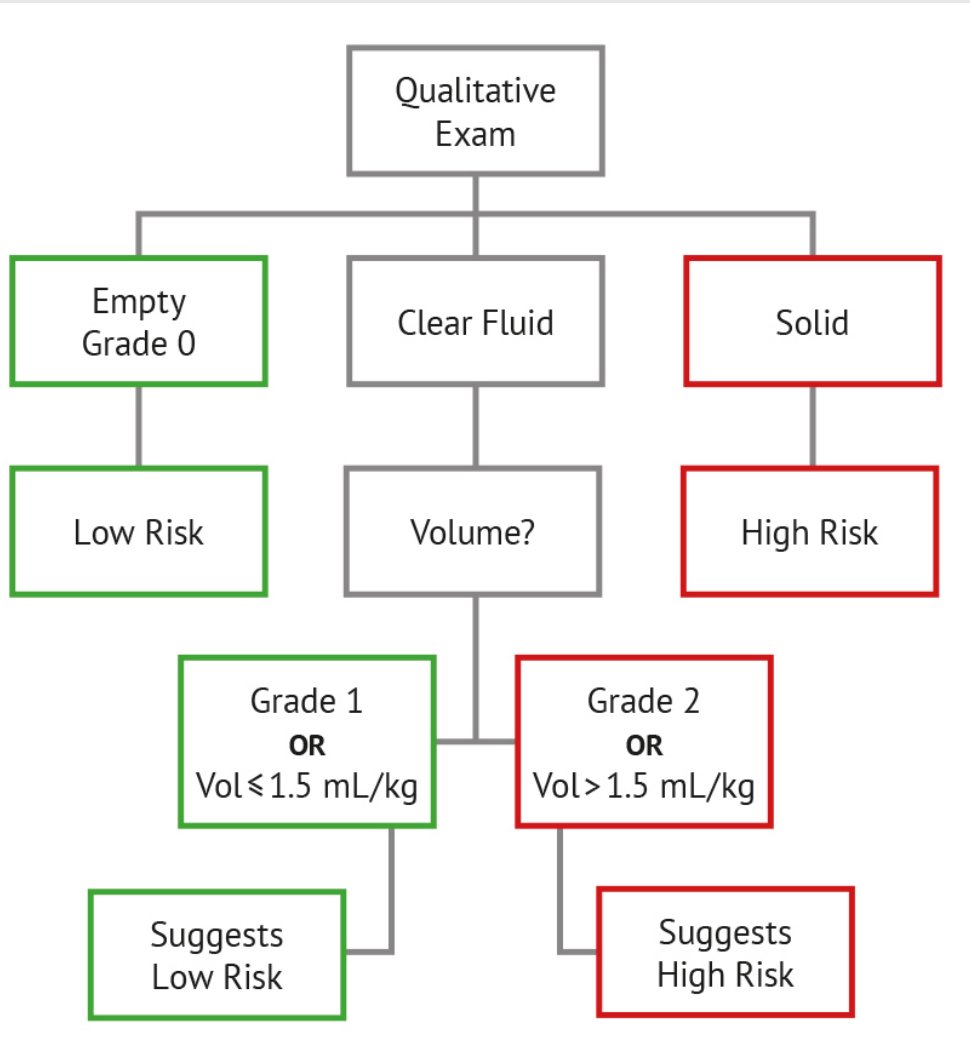 Qualitative
Exam
Empty
Grade 0
Clear Fluid
Solid
Low Risk
Volume?
High Risk
Grade 1
OR
Vol≤1.5 mL/kg
Grade 2
OR
Vol>1.5 mL/kg
Suggests
Low Risk
Suggests
High Risk